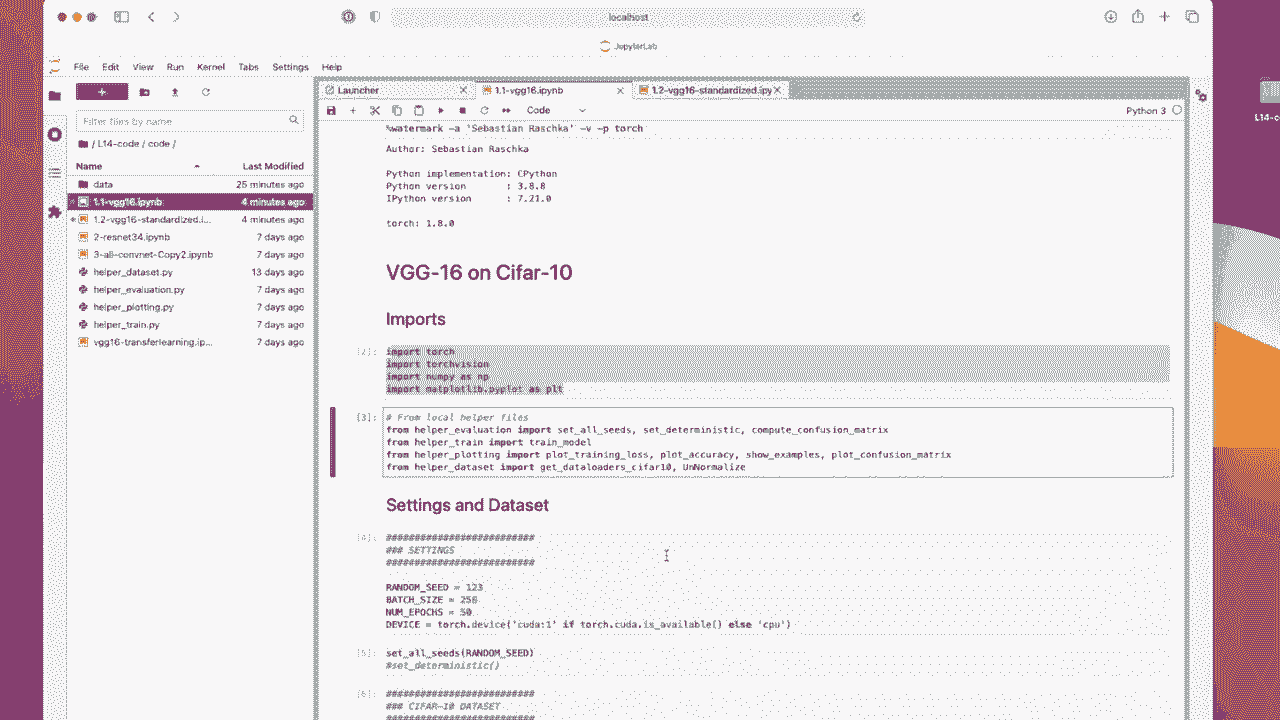 localhost
JupyterLab
File Edit View Run Kernel Tabs Settings Help
Launcher
1.1-vgg16.ipynb
1.2-vgg16-standardized.ipy
Code
Python 3
Filter files by name
/ L14-code / code /
Name Last Modified
data 25 minutes ago
1.1-vgg16.ipynb 4 minutes ago
1.2-vgg16-standardized.i... 4 minutes ago
2-resnet34.ipynb 7 days ago
3-all-convnet-Copy2.ipynb 7 days ago
helper_dataset.py 13 days ago
helper_evaluation.py 7 days ago
helper_plotting.py 7 days ago
helper_train.py 7 days ago
vgg16-transferlearning.ip... 7 days ago
L14-c
%watermark -a 'Sebastian Raschka' -v -p torch
Author: Sebastian Raschka
Python implementation: CPython
Python version : 3.8.8
IPython version : 7.21.0
torch: 1.8.0
VGG-16 on Cifar-10
Imports
[2]: import torch
import torchvision
import numpy as np
import matplotlib.pyplot as plt
[3]: # From local helper files
from helper_evaluation import set_all_seeds, set_deterministic, compute_confusion_matrix
from helper_train import train_model
from helper_plotting import plot_training_loss, plot_accuracy, show_examples, plot_confusion_matrix
from helper_dataset import get_dataloaders_cifar10, UnNormalize
Settings and Dataset
[4]: ##########################
### SETTINGS
##########################
RANDOM_SEED = 123
BATCH_SIZE = 256
NUM_EPOCHS = 50
DEVICE = torch.device('cuda:1' if torch.cuda.is_available() else 'cpu')
[5]: set_all_seeds(RANDOM_SEED)
#set_deterministic()
[6]: ##########################
### CIFAR-10 DATASET
##########################